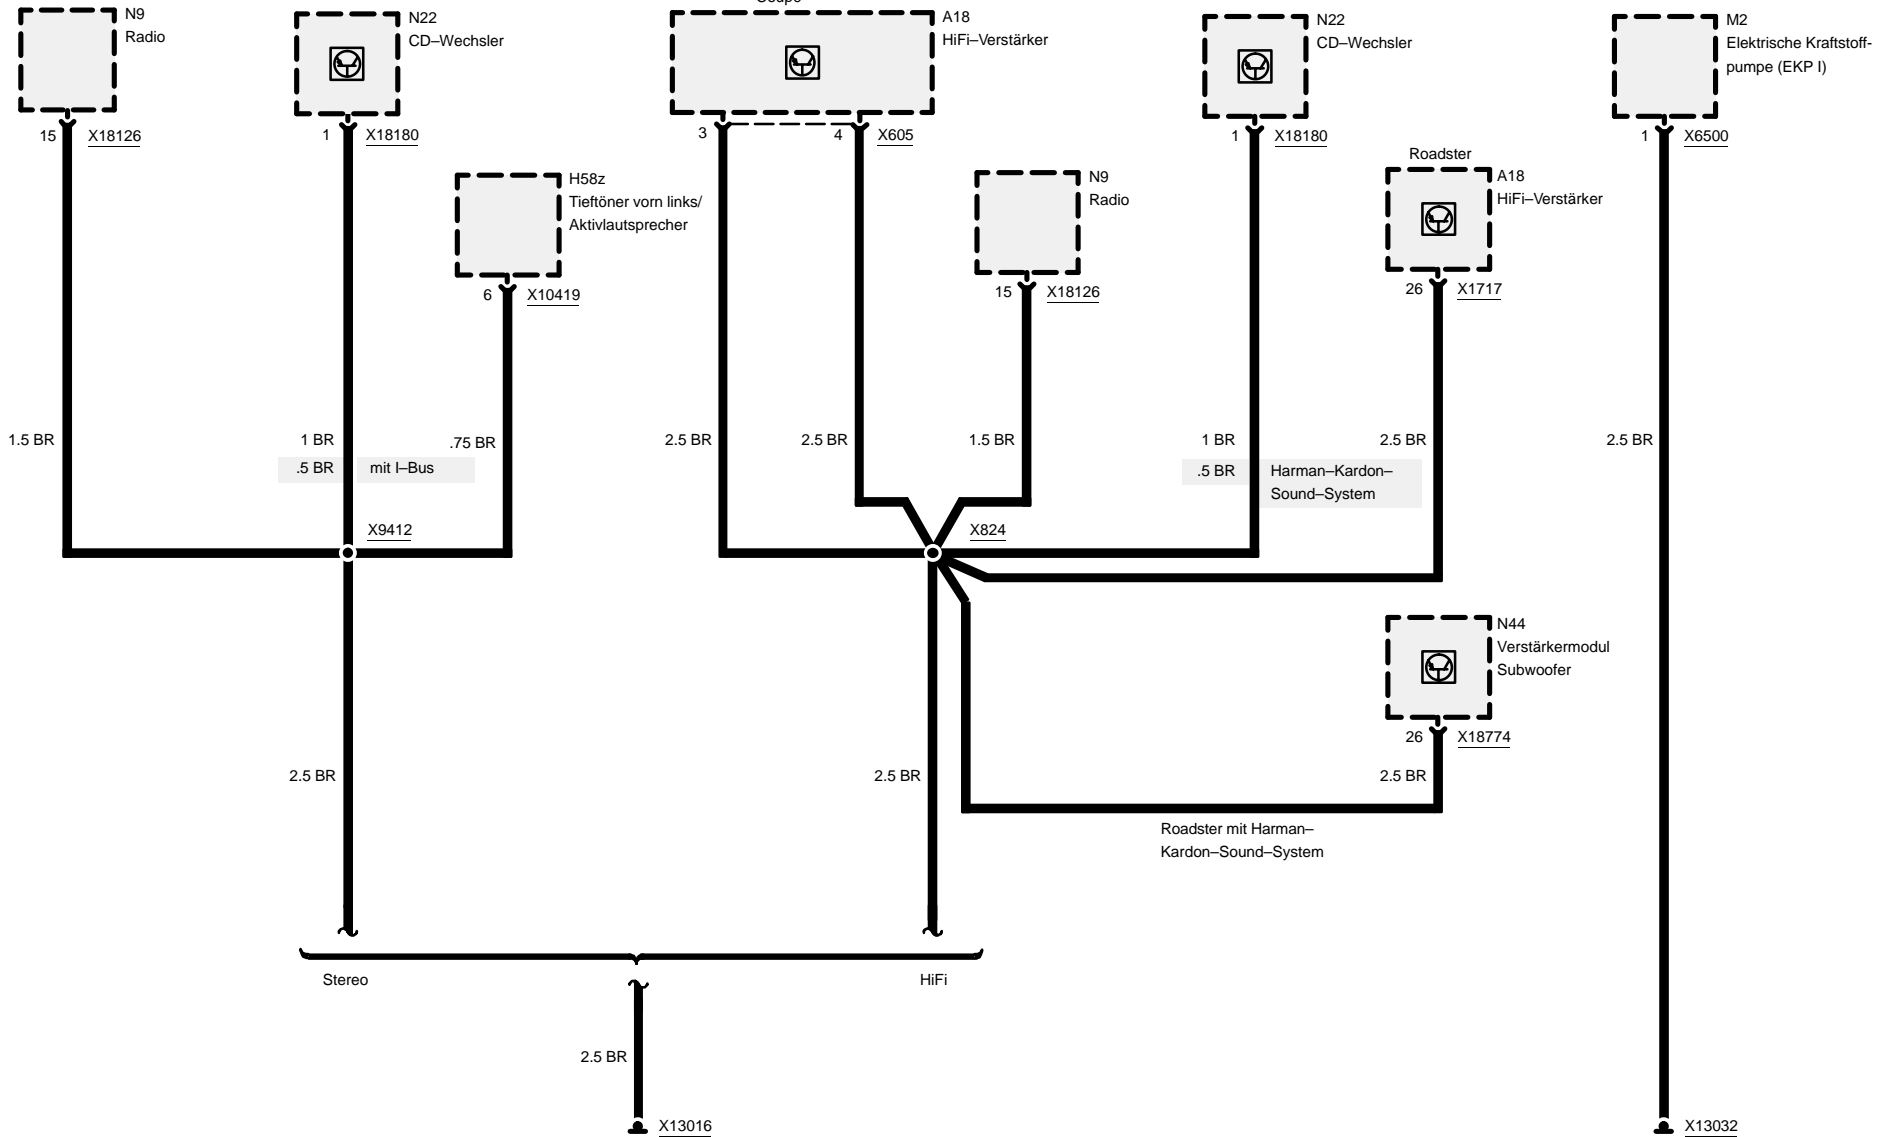 N9
Radio
15 X18126
N22
CD–Wechsler
1 X18180
H58z
Tieftöner vorn links/
Aktivlautsprecher
6 X10419
A18
HiFi–Verstärker
3 4 X605
N9
Radio
15 X18126
N22
CD–Wechsler
1 X18180
Roadster
A18
HiFi–Verstärker
26 X1717
M2
Elektrische Kraftstoff-
pumpe (EKP I)
1 X6500
1.5 BR
1 BR
.5 BR mit I–Bus
.75 BR
2.5 BR
2.5 BR
1.5 BR
1 BR
.5 BR Harman–Kardon–
Sound–System
2.5 BR
2.5 BR
X9412
X824
N44
Verstärkermodul
Subwoofer
26 X18774
2.5 BR
2.5 BR
2.5 BR
Roadster mit Harman–
Kardon–Sound–System
Stereo
HiFi
2.5 BR
X13016
X13032